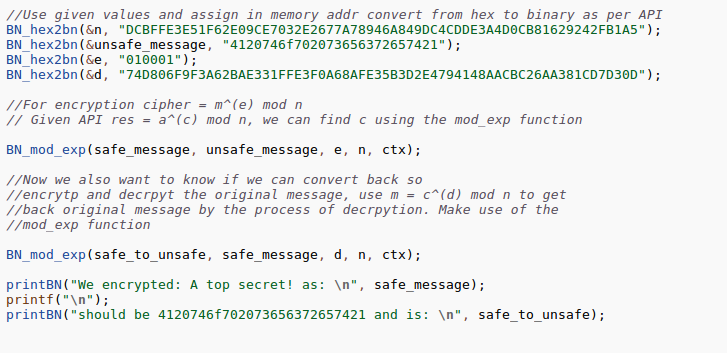 //Use given values and assign in memory addr convert from hex to binary as per API
BN_hex2bn(&n, "DCBFFE3E51F62E09CE7032E2677A78946A849DC4CDDE3A4D0CB81629242FB1A5");
BN_hex2bn(&unsafe_message, "4120746f702073656372657421");
BN_hex2bn(&e, "010001");
BN_hex2bn(&d, "74D806F9F3A62BAE331FFE3F0A68AFE35B3D2E4794148AACBC26AA381CD7D30D");
//For encryption cipher = m^(e) mod n
// Given API res = a^(c) mod n, we can find c using the mod_exp function
BN_mod_exp(safe_message, unsafe_message, e, n, ctx);
//Now we also want to know if we can convert back so
//encrytp and decrpyt the original message, use m = c^(d) mod n to get
//back original message by the process of decrpytion. Make use of the
//mod_exp function
BN_mod_exp(safe_to_unsafe, safe_message, d, n, ctx);
printBN("We encrypted: A top secret! as: \n", safe_message);
printf("\n");
printBN("should be 4120746f702073656372657421 and is: \n", safe_to_unsafe);